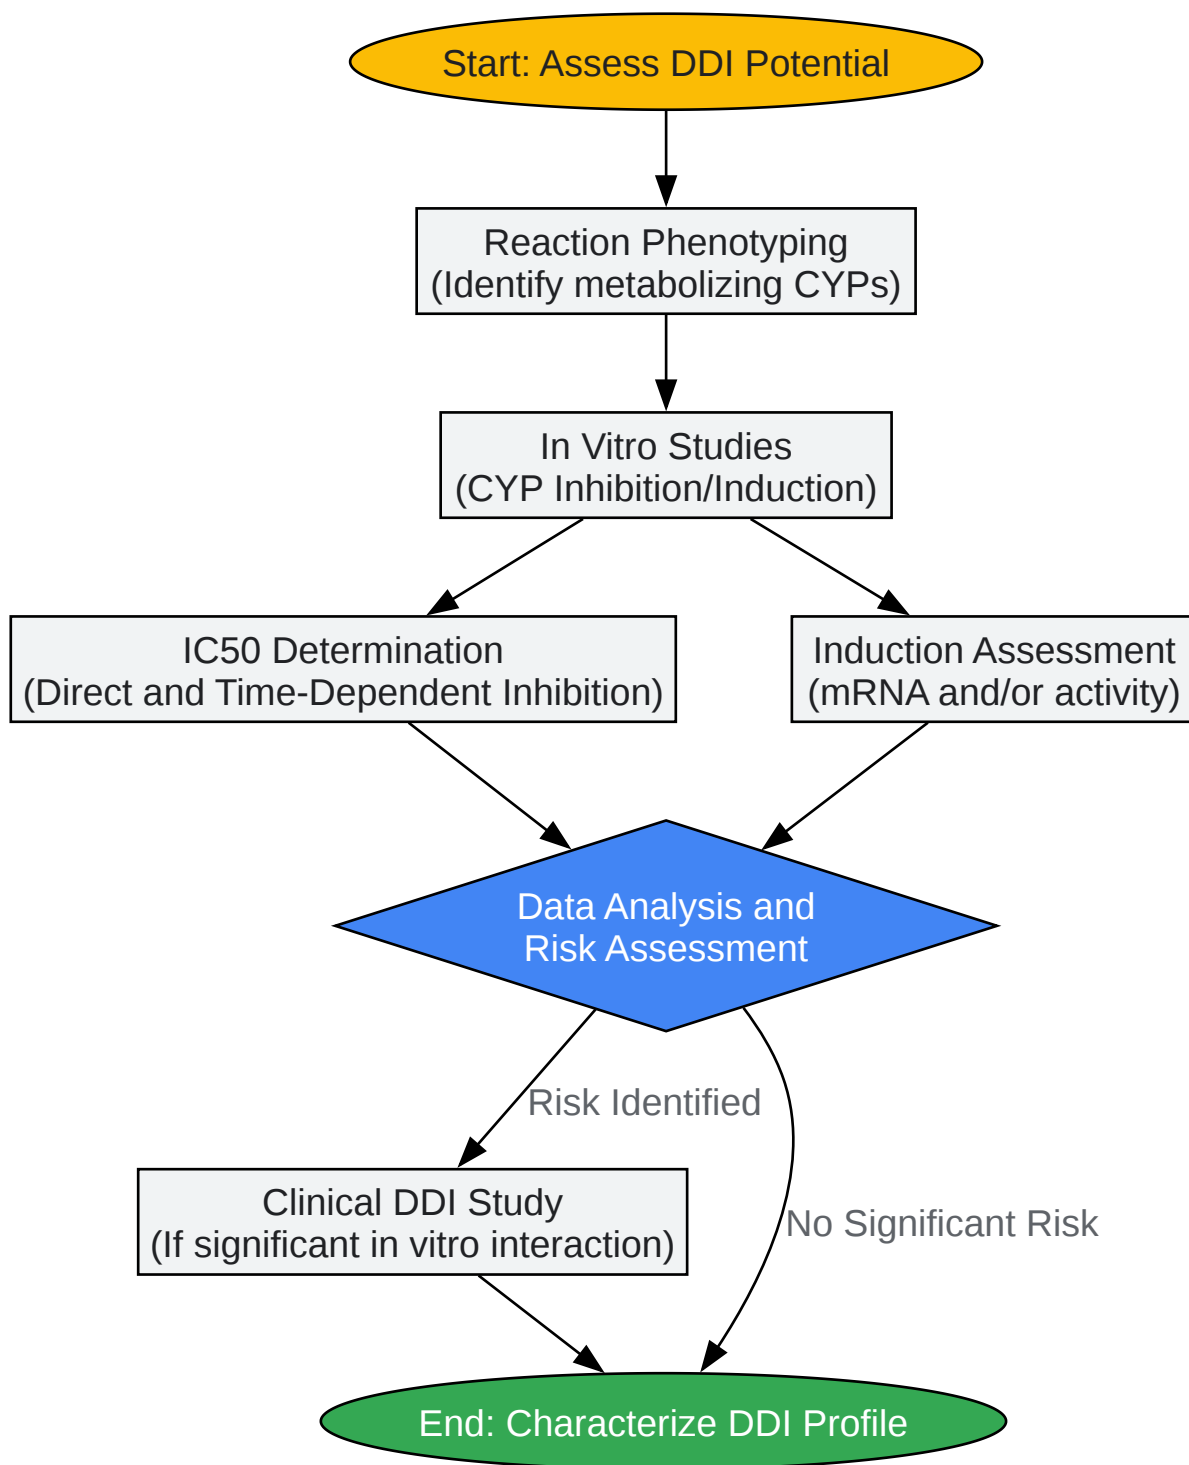 Start: Assess DDI Potential
Reaction Phenotyping
(Identify metabolizing CYPs)
In Vitro Studies
(CYP Inhibition/Induction)
IC50 Determination
(Direct and Time-Dependent Inhibition)
Induction Assessment
(mRNA and/or activity)
Data Analysis and
Risk Assessment
Risk Identified
Clinical DDI Study
(If significant in vitro interaction)
No Significant Risk
End: Characterize DDI Profile